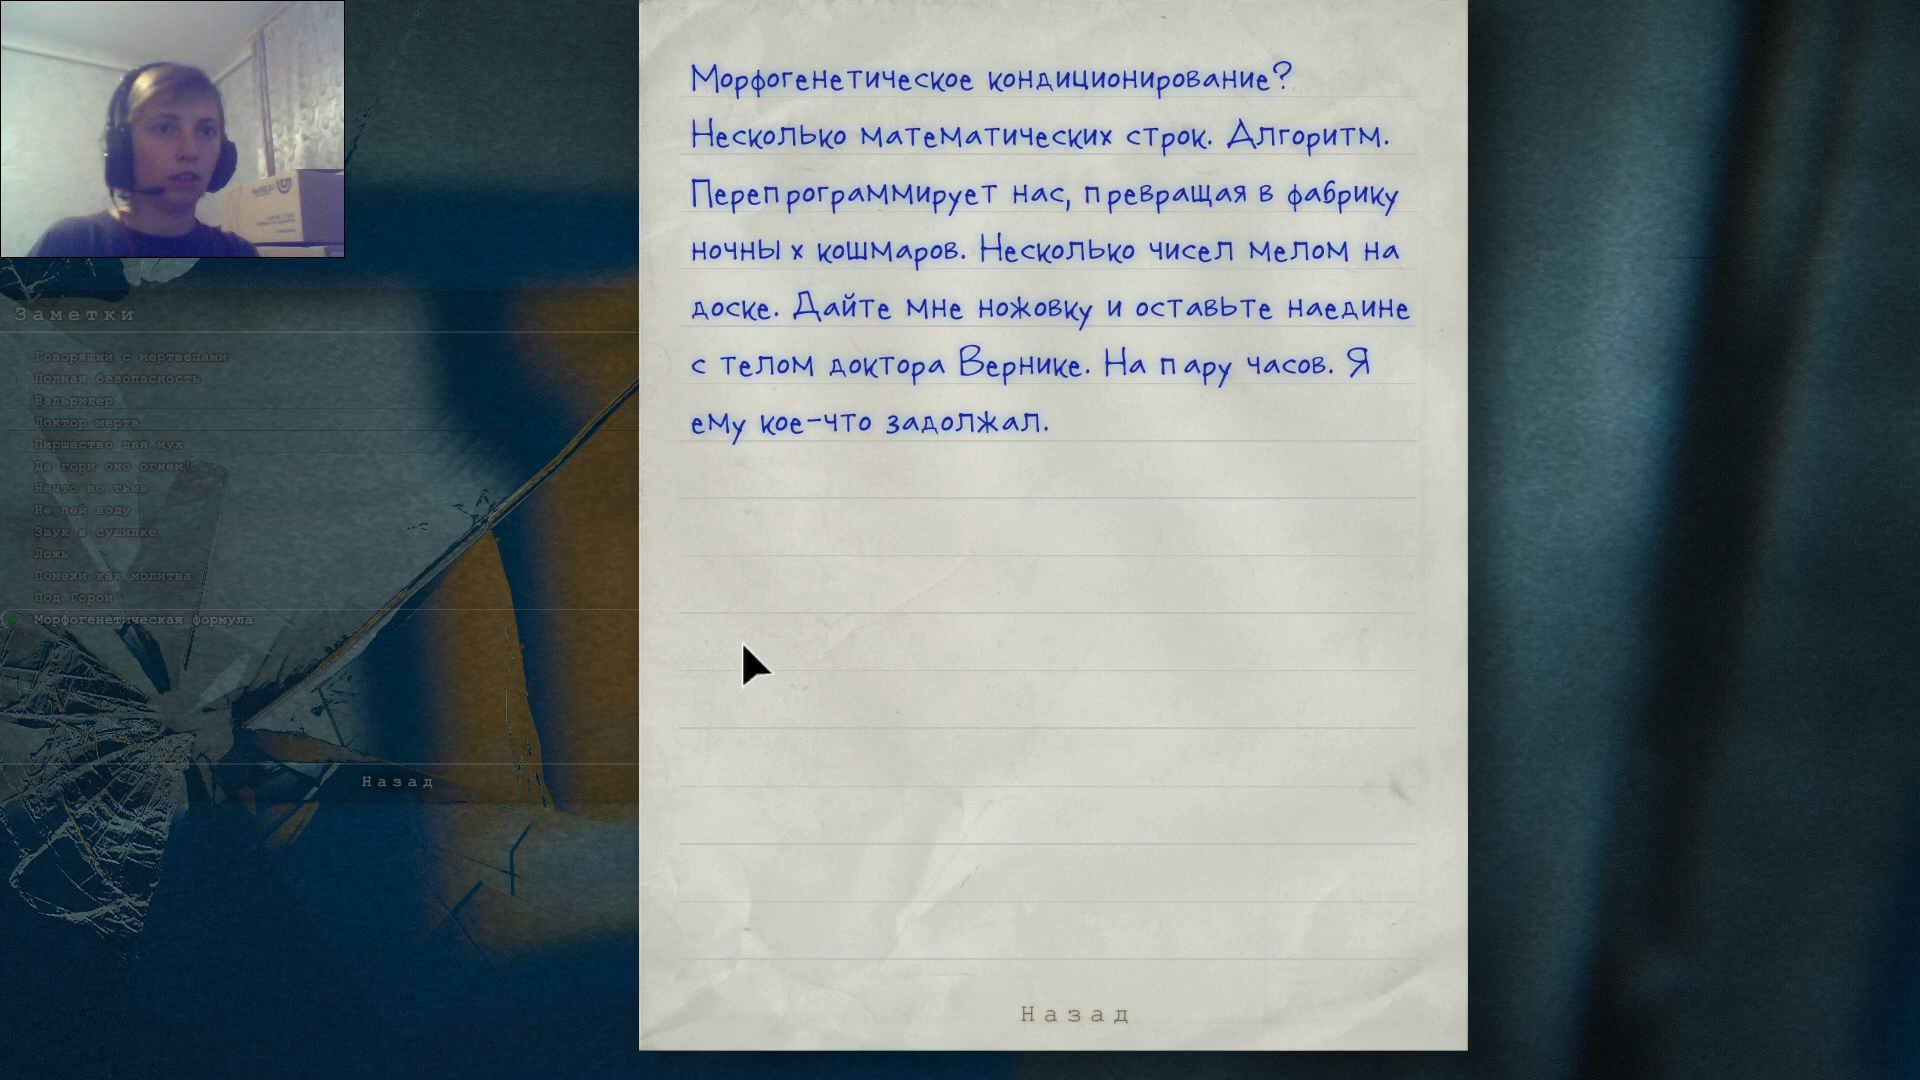 Морфогенетическое кондиционирование?
Несколько математических строк. Алгоритм.
Перепрограммирует нас, превращая в фабрику
ночных кошмаров. Несколько чисел мелом на
доске. Дайте мне ножовку и оставьте наедине
с телом доктора Вернике. На пару часов. Я
ему кое-что задолжал.
Назад
Заметки
Говорящий с мертвецами
Полная безопасность
Вальридер
Доктор мертв
Пиршество для мух
Да гори оно огнем!
Нечто во тьме
Не пей воду
Звук в сушилке
Ложь
Помехи как молитва
Под Горой
Морфогенетическая формула
Назад